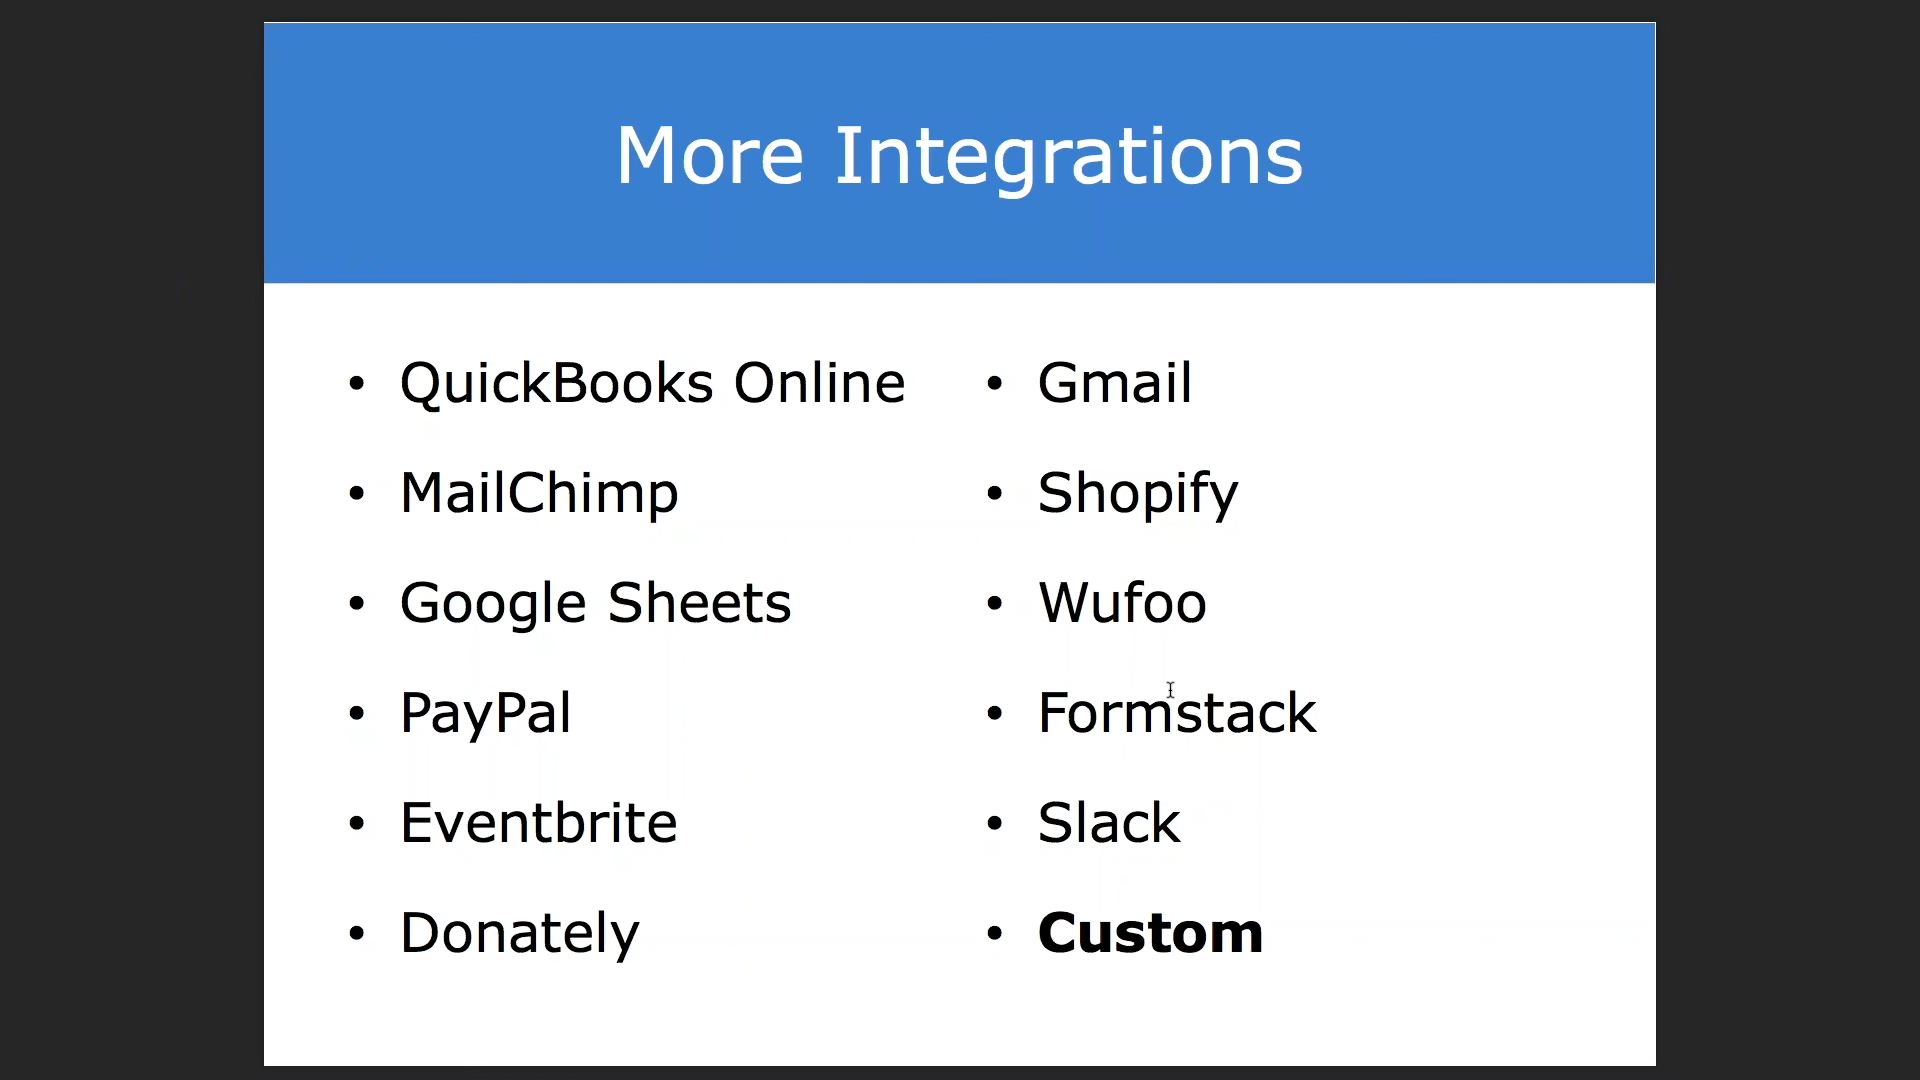 More Integrations
• QuickBooks Online
• MailChimp
• Google Sheets
• PayPal
• Eventbrite
• Donately
• Gmail
• Shopify
• Wufoo
• Formstack
• Slack
• Custom